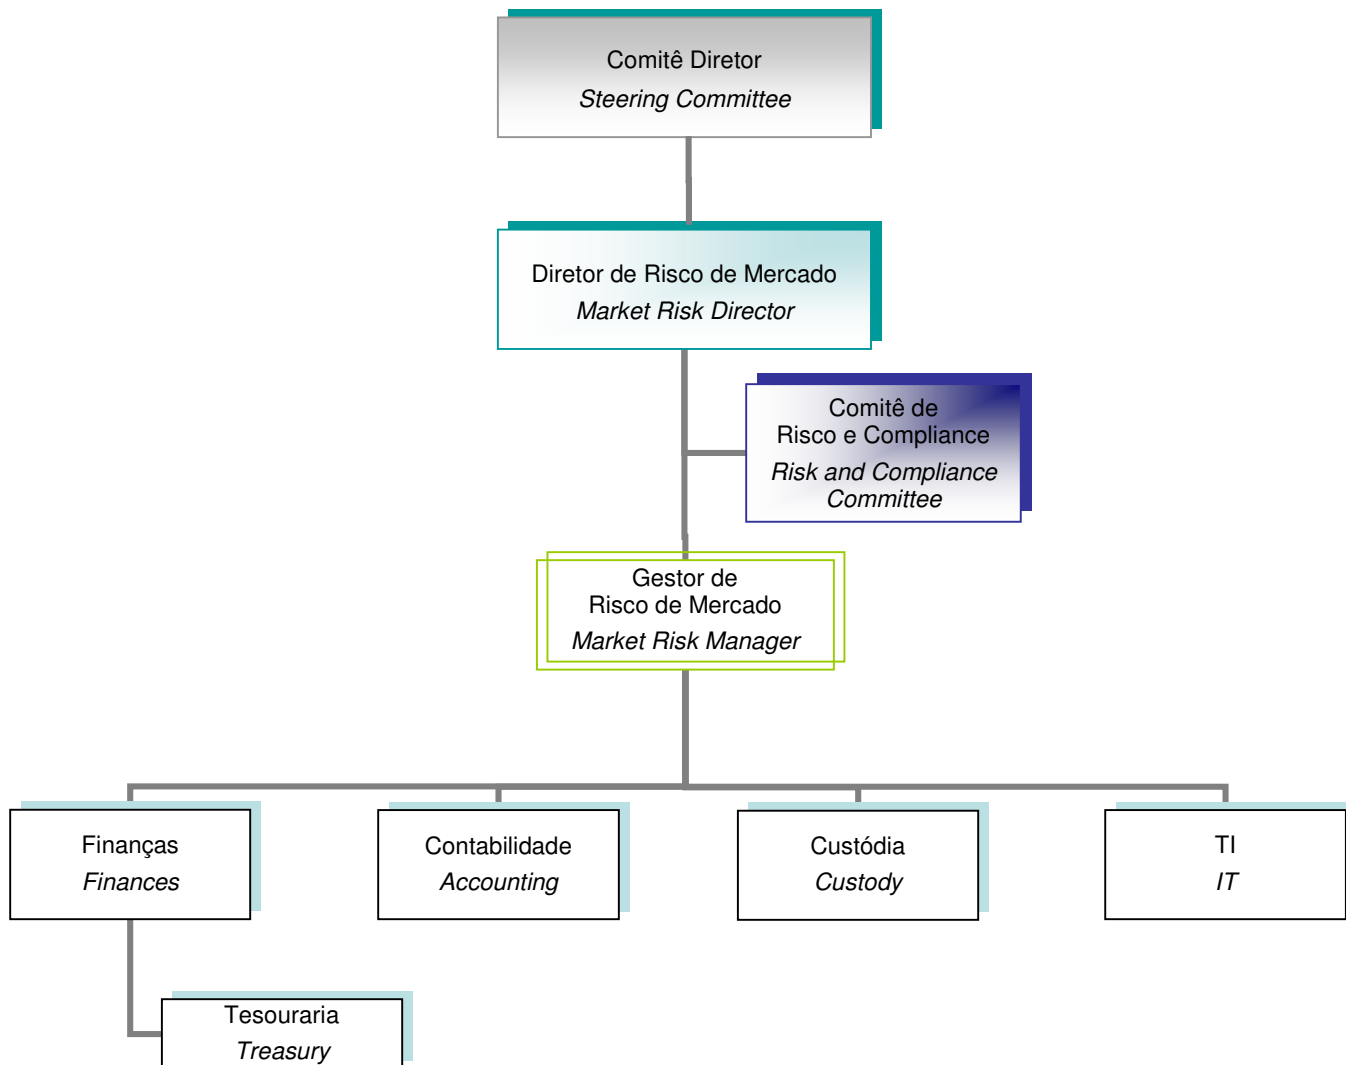 Comitê Diretor
Steering Committee
Diretor de Risco de Mercado
Market Risk Director
Comitê de
Risco e Compliance
Risk and Compliance
Committee
Gestor de
Risco de Mercado
Market Risk Manager
Finanças
Finances
Contabilidade
Accounting
Custódia
Custody
TI
IT
Tesouraria
Treasury